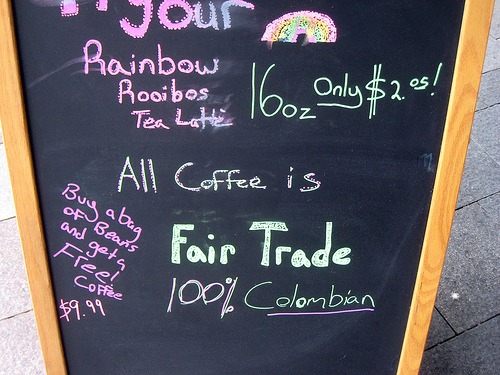 your
Rainbow
Rooibos
Tea Latte
16oz Only $2.05!
All Coffee is
Fair Trade
100% Colombian
Buy a bag
of Beans
and get a
Free!
Coffee
$9.99